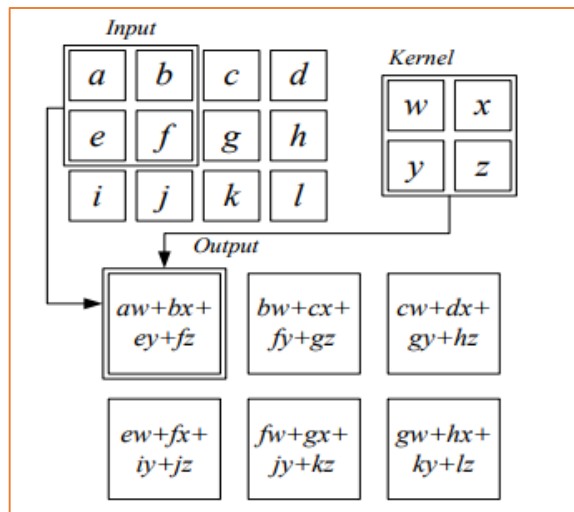 Input
Kernel
a b c d
w x
e f g h
y z
i j k l
Output
aw+bx+ bw+cx+ cw+dx+
ey+fz fy+gz gy+hz
ew+fx+ fw+gx+ gw+hx+
iy+jz jy+kz ky+lz